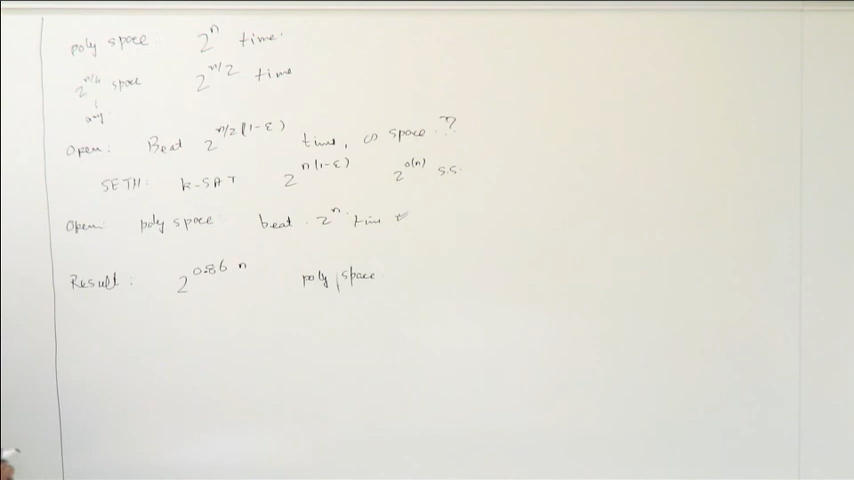 poly space 2^n time.
2^{n/4} space 2^{n/2} time
any
Open: Beat 2^{n/2(1-ε)} time, ∞ space ??
SETH: k-SAT 2^{n(1-ε)} 2^{o(n)} s.s.
Open: poly space beat 2^n time
Result: 2^{0.86 n} poly space